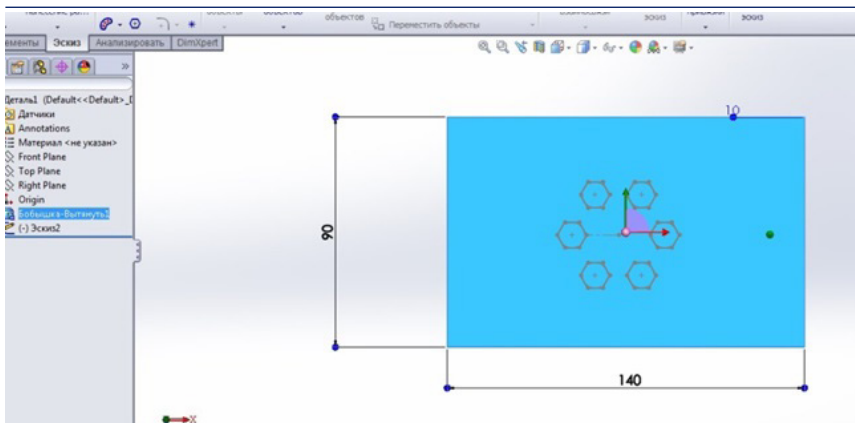 объектов
Переместить объекты
эскиз
эскиз
Эскиз
Анализировать
DimXpert
»
Деталь1 (Default<<Default>_D
Датчики
Annotations
Материал <не указан>
Front Plane
Top Plane
Right Plane
Origin
Бобышка-Вытянуть1
(-) Эскиз2
10
90
140
X